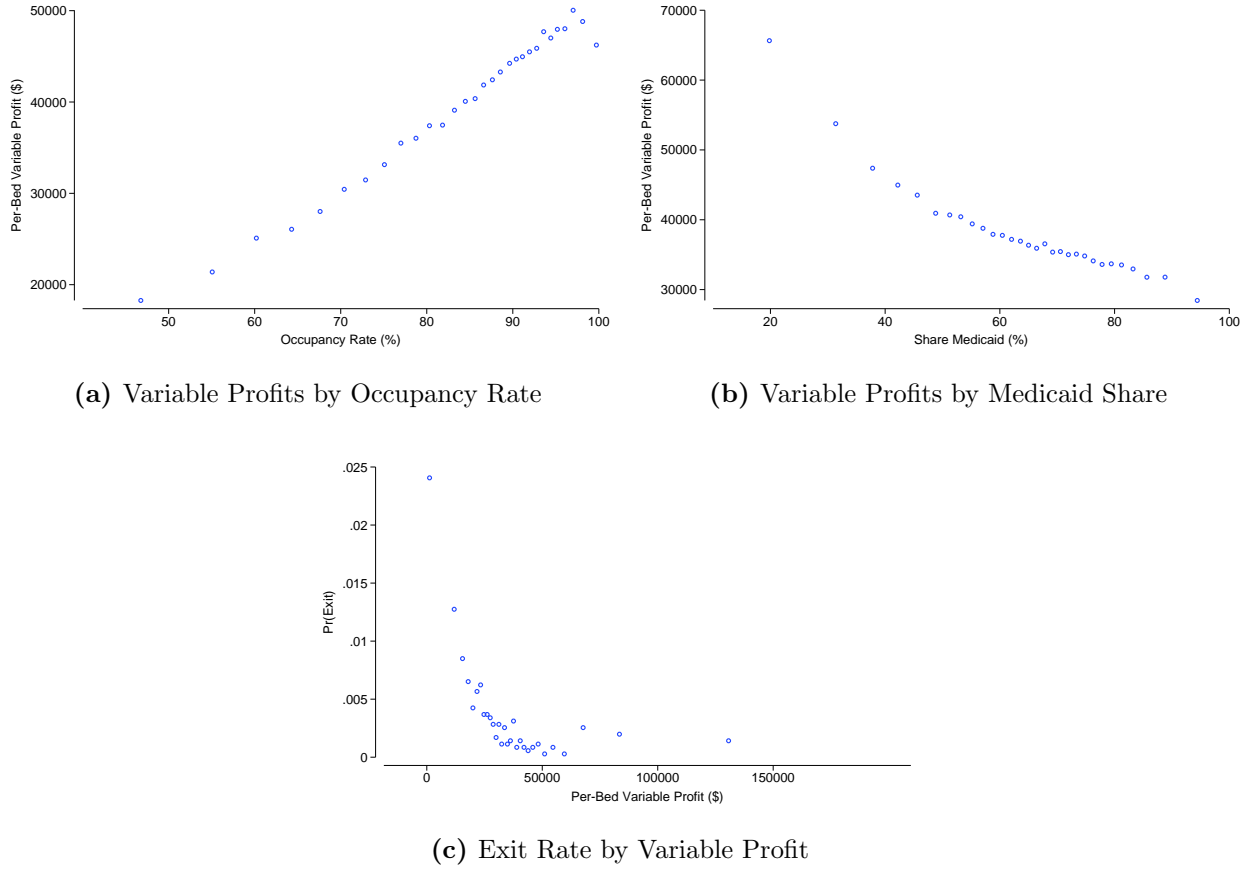 50000
40000
30000
20000
Per-Bed Variable Profit ($)
50 60 70 80 90 100
Occupancy Rate (%)
(a) Variable Profits by Occupancy Rate
70000
60000
50000
40000
30000
Per-Bed Variable Profit ($)
20 40 60 80 100
Share Medicaid (%)
(b) Variable Profits by Medicaid Share
.025
.02
.015
.01
.005
0
Pr(Exit)
0 50000 100000 150000
Per-Bed Variable Profit ($)
(c) Exit Rate by Variable Profit